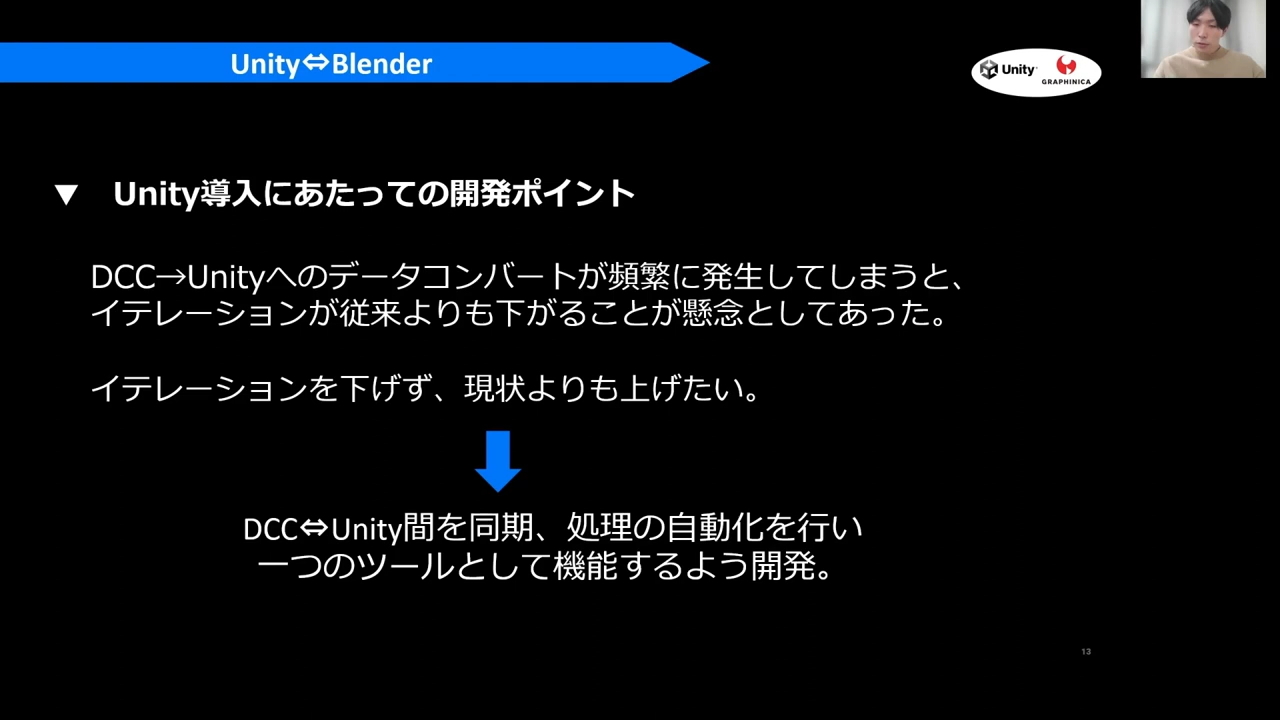 Unity⇔Blender
Unity
GRAPHINICA
▼ Unity導入にあたっての開発ポイント
DCC→Unityへのデータコンバートが頻繁に発生してしまうと、
イテレーションが従来よりも下がることが懸念としてあった。
イテレーションを下げず、現状よりも上げたい。
DCC⇔Unity間を同期、処理の自動化を行い
一つのツールとして機能するよう開発。
13